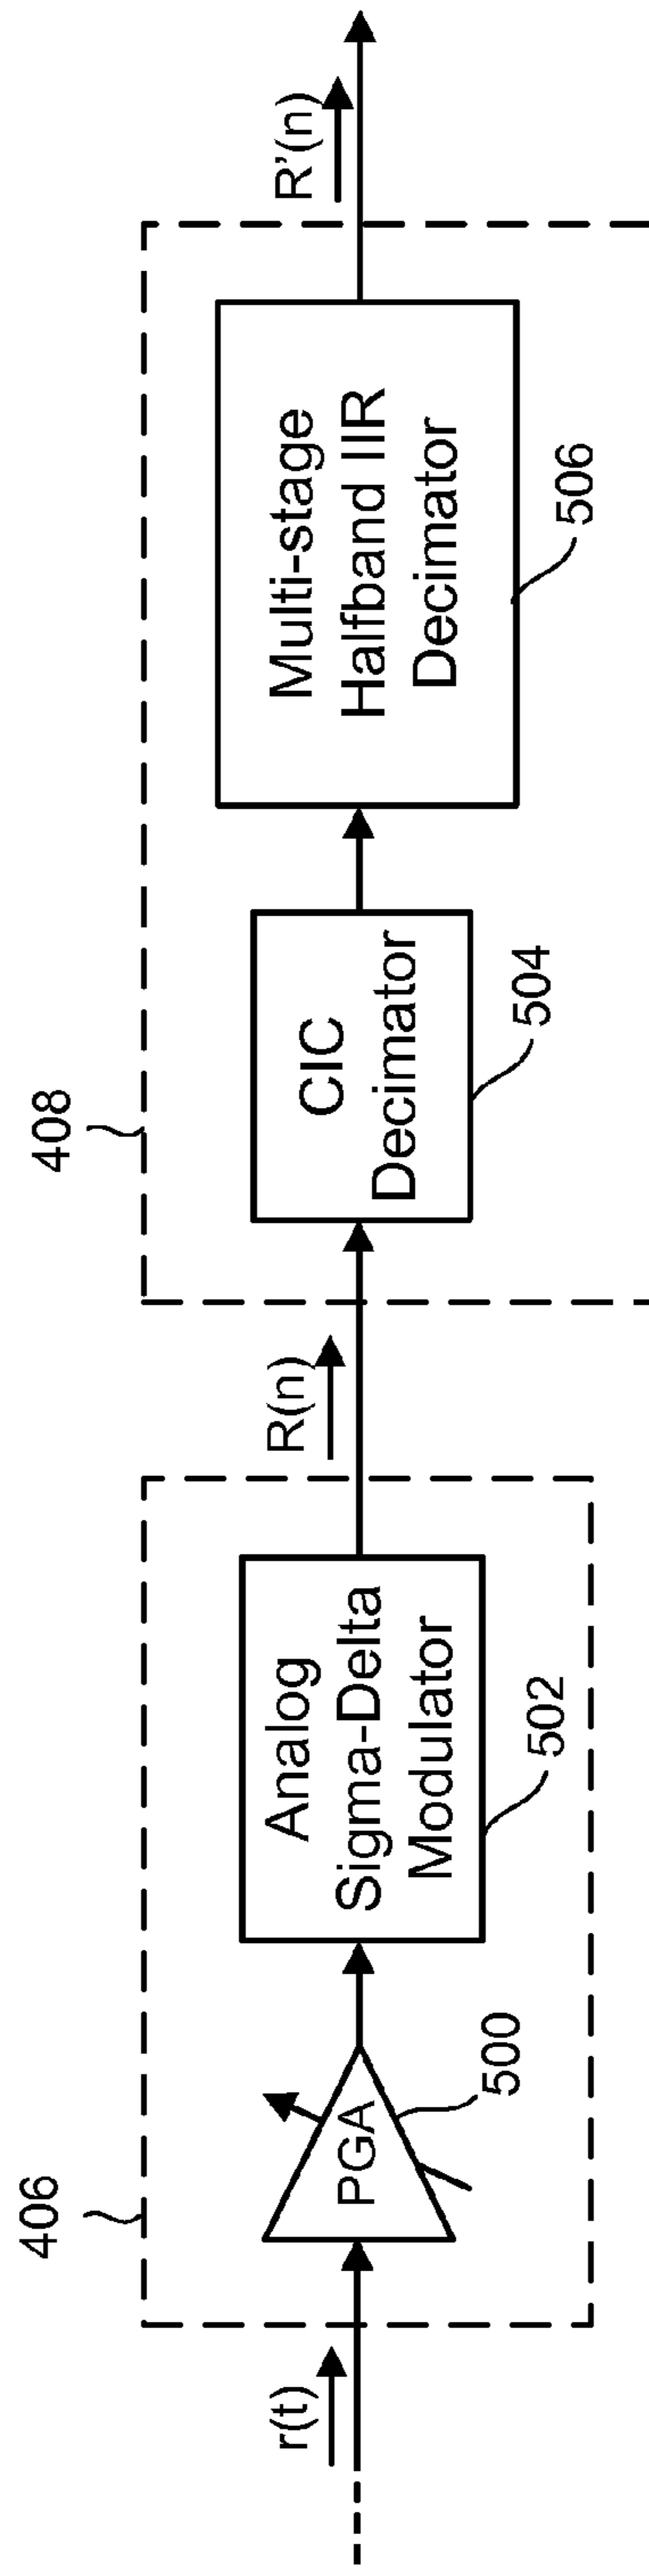 r(t)
406
PGA
500
Analog
Sigma-Delta
Modulator
502
R(n)
408
CIC
Decimator
504
Multi-stage
Halfband IIR
Decimator
506
R'(n)